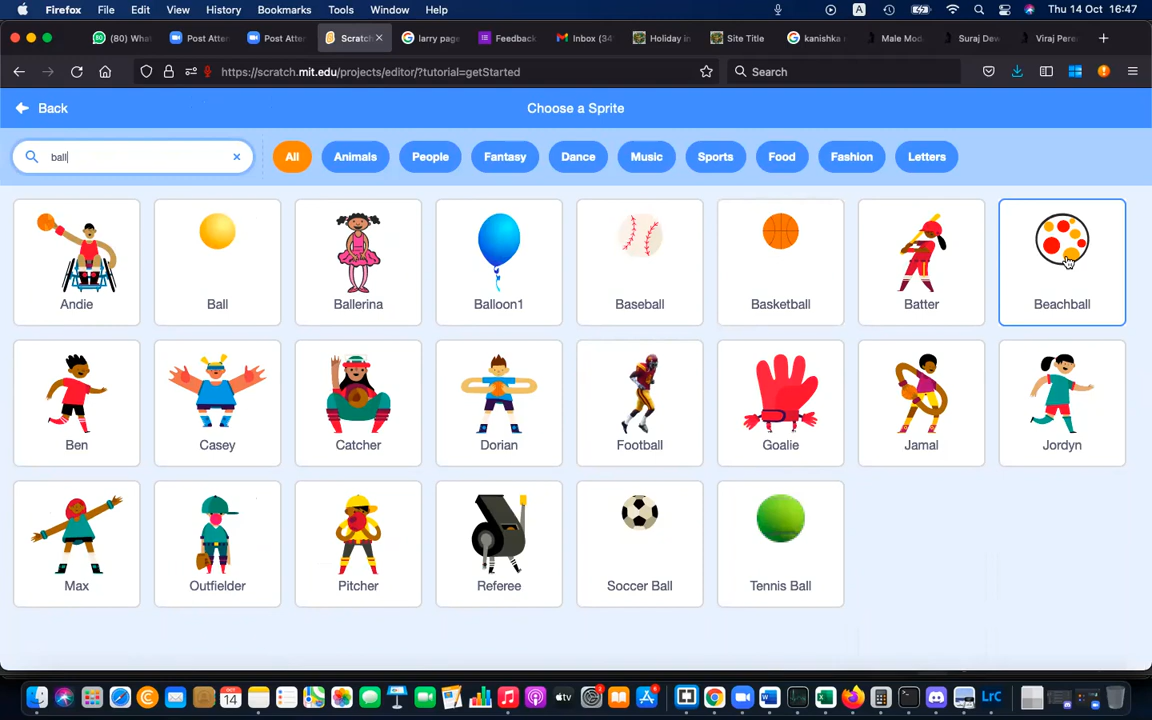 Firefox File Edit View History Bookmarks Tools Window Help A Thu 14 Oct 16:47
(80) What Post Atten Post Atten Scratch larry page Feedback Inbox (34 Holiday in Site Title kanishka Male Mod Suraj Dew Viraj Pere
https://scratch.mit.edu/projects/editor/?tutorial=getStarted Search
Back Choose a Sprite
ball All Animals People Fantasy Dance Music Sports Food Fashion Letters
Andie Ball Ballerina Balloon1 Baseball Basketball Batter Beachball
Ben Casey Catcher Dorian Football Goalie Jamal Jordyn
Max Outfielder Pitcher Referee Soccer Ball Tennis Ball
14 tv LrC